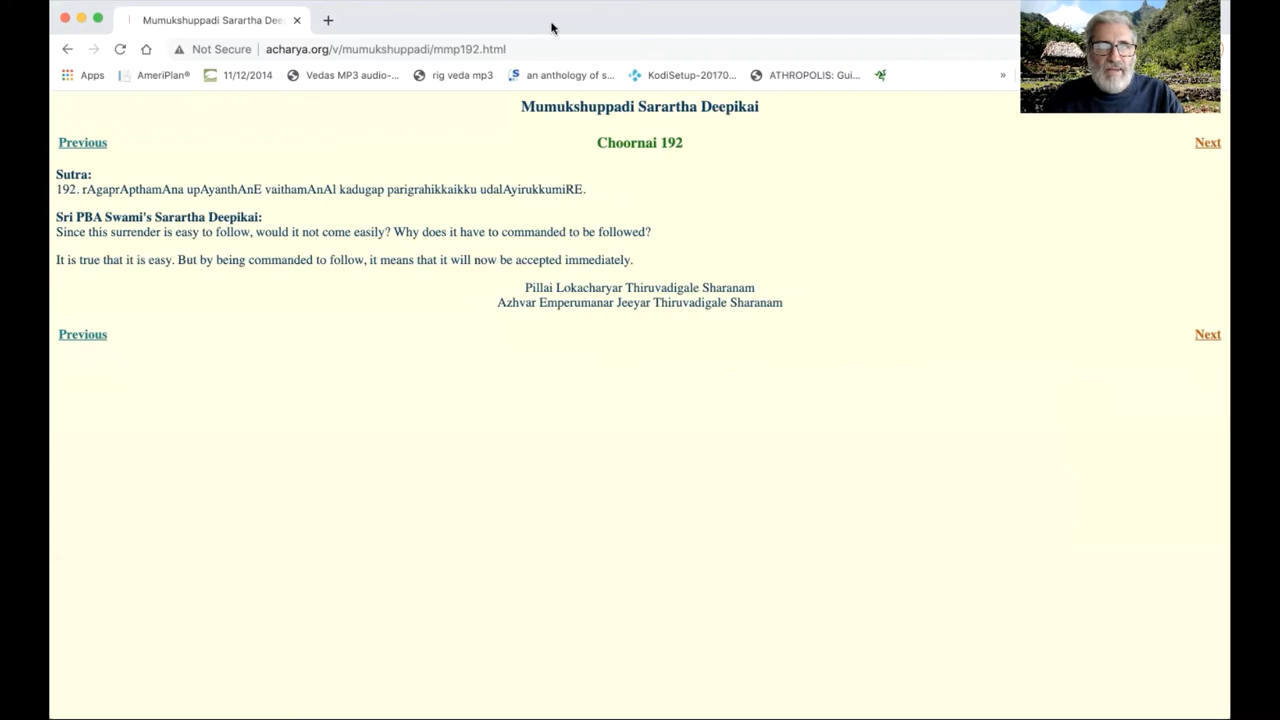 Mumukshuppadi Sarartha Dee
Not Secure | acharya.org/v/mumukshuppadi/mmp192.html
Apps AmeriPlan® 11/12/2014 Vedas MP3 audio-... rig veda mp3 an anthology of s... KodiSetup-20170... ATHROPOLIS: Gui... »
Mumukshuppadi Sarartha Deepikai
Previous Choornai 192 Next
Sutra:
192. rAgaprApthamAna upAyanthAnE vaithamAnAl kadugap parigrahikkaikku udalAyirukkumiRE.
Sri PBA Swami's Sarartha Deepikai:
Since this surrender is easy to follow, would it not come easily? Why does it have to commanded to be followed?
It is true that it is easy. But by being commanded to follow, it means that it will now be accepted immediately.
Pillai Lokacharyar Thiruvadigale Sharanam
Azhvar Emperumanar Jeeyar Thiruvadigale Sharanam
Previous Next